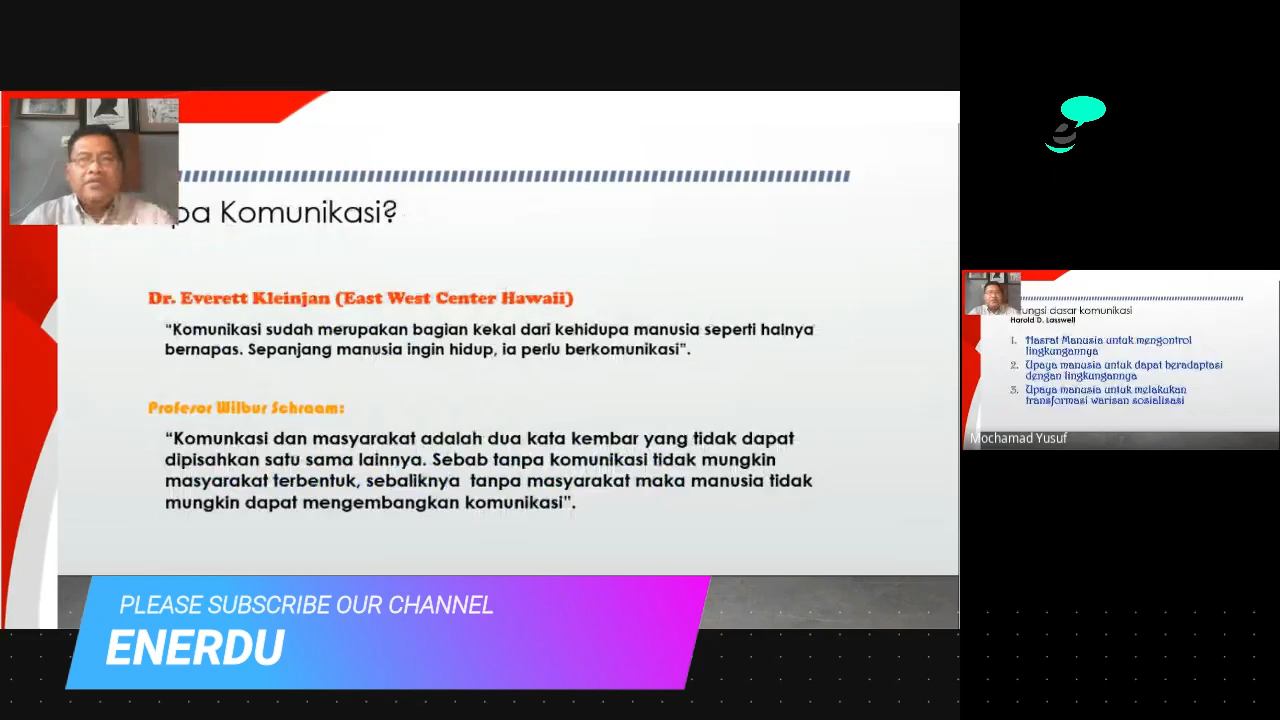 pa Komunikasi?
Dr. Everett Kleinjan (East West Center Hawaii)
“Komunikasi sudah merupakan bagian kekal dari kehidupa manusia seperti halnya
bernapas. Sepanjang manusia ingin hidup, ia perlu berkomunikasi”.
Profesor Wilbur Schraam:
“Komunkasi dan masyarakat adalah dua kata kembar yang tidak dapat
dipisahkan satu sama lainnya. Sebab tanpa komunikasi tidak mungkin
masyarakat terbentuk, sebaliknya tanpa masyarakat maka manusia tidak
mungkin dapat mengembangkan komunikasi”.
PLEASE SUBSCRIBE OUR CHANNEL
ENERDU
ungsi dasar komunikasi
Harold D. Lasswell
1. Hasrat Manusia untuk mengontrol
lingkungannya
2. Upaya manusia untuk dapat beradaptasi
dengan lingkungannya
3. Upaya manusia untuk melakukan
transformasi warisan sosialisasi
Mochamad Yusuf